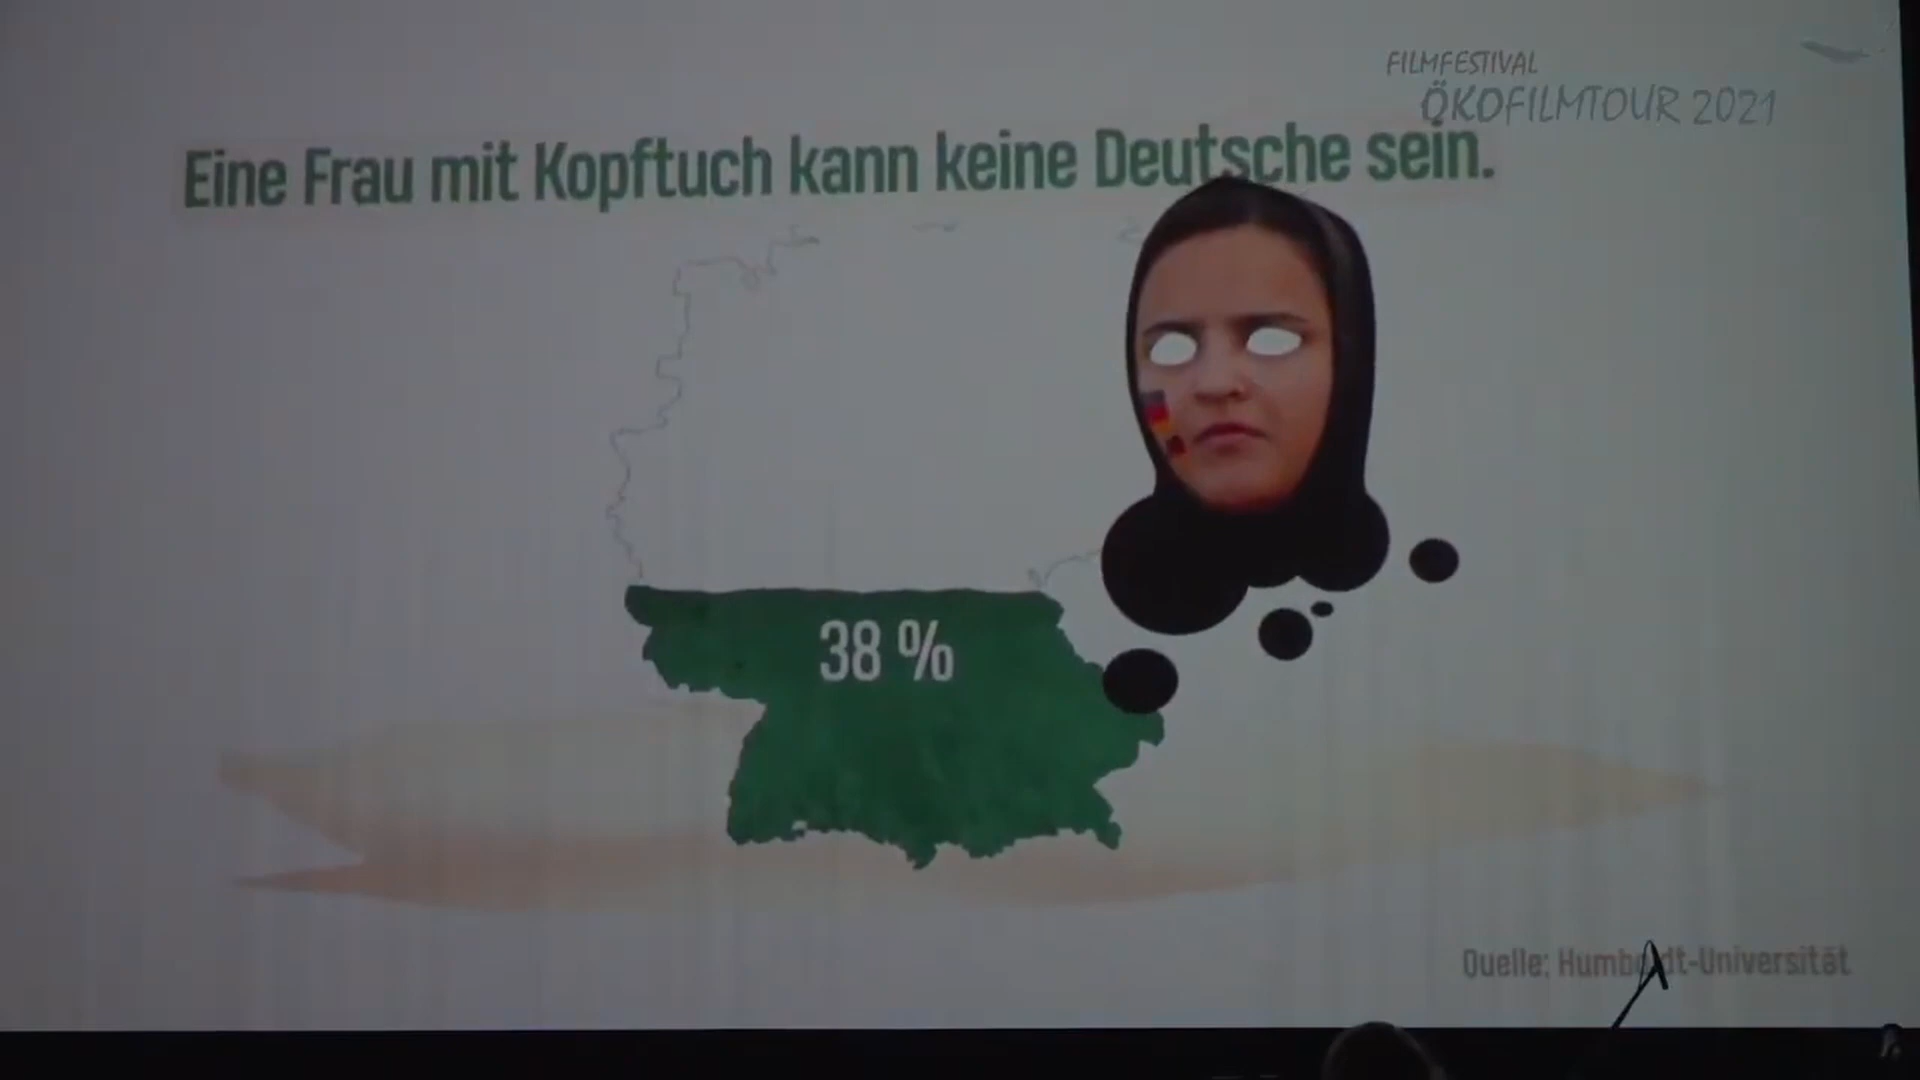 FILMFESTIVAL
ÖKOFILMTOUR 2021
Eine Frau mit Kopftuch kann keine Deutsche sein.
38 %
Quelle: Humboldt-Universität